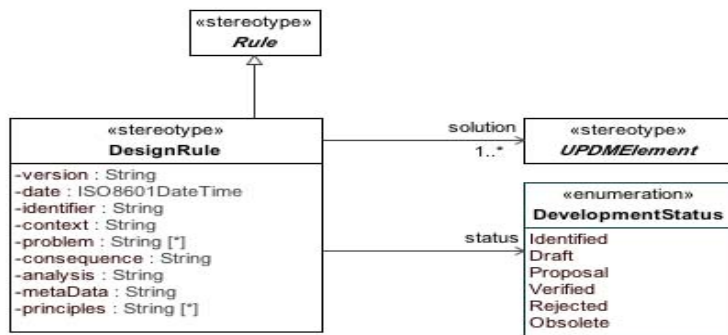 «stereotype»
Rule
«stereotype»
DesignRule
-version : String
-date : ISO8601DateTime
-identifier : String
-context : String
-problem : String [*]
-consequence : String
-analysis : String
-metaData : String
-principles : String [*]
solution
1..*
«stereotype»
UPDMElement
status
«enumeration»
DevelopmentStatus
Identified
Draft
Proposal
Verified
Rejected
Obsolete